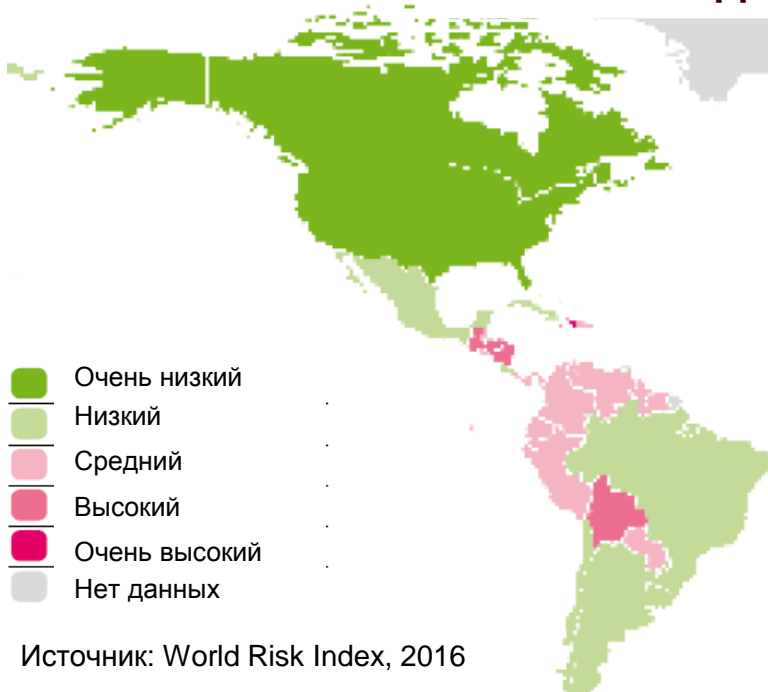 Очень низкий
Низкий
Средний
Высокий
Очень высокий
Нет данных
Источник: World Risk Index, 2016